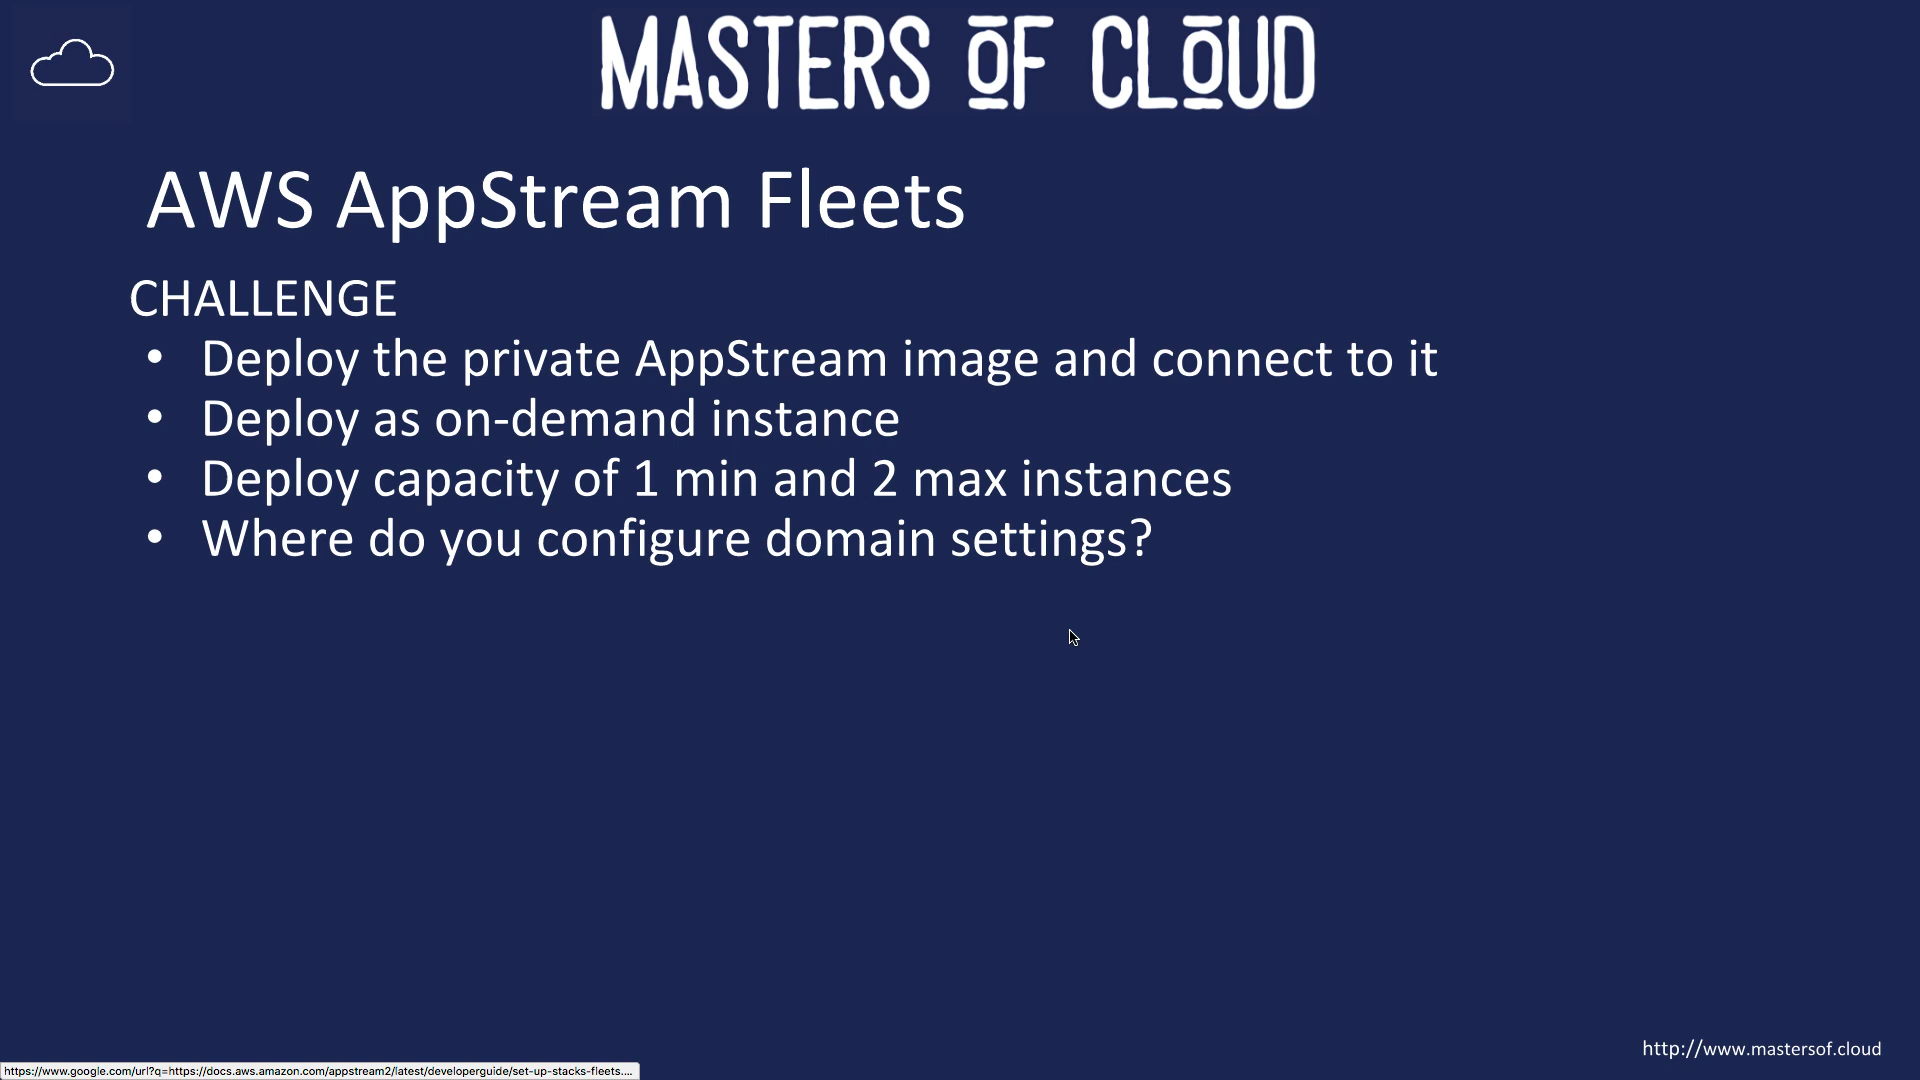 MASTERS OF CLOUD
AWS AppStream Fleets
CHALLENGE
• Deploy the private AppStream image and connect to it
• Deploy as on-demand instance
• Deploy capacity of 1 min and 2 max instances
• Where do you configure domain settings?
http://www.mastersof.cloud
https://www.google.com/url?q=https://docs.aws.amazon.com/appstream2/latest/developerguide/set-up-stacks-fleets....